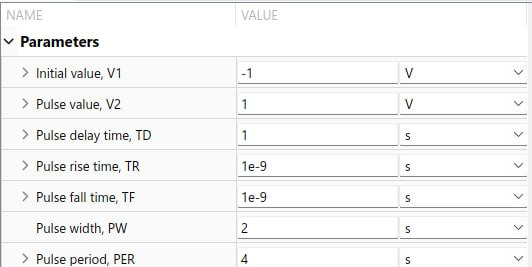 NAME VALUE
Parameters
Initial value, V1 -1 V
Pulse value, V2 1 V
Pulse delay time, TD 1 s
Pulse rise time, TR 1e-9 s
Pulse fall time, TF 1e-9 s
Pulse width, PW 2 s
Pulse period, PER 4 s